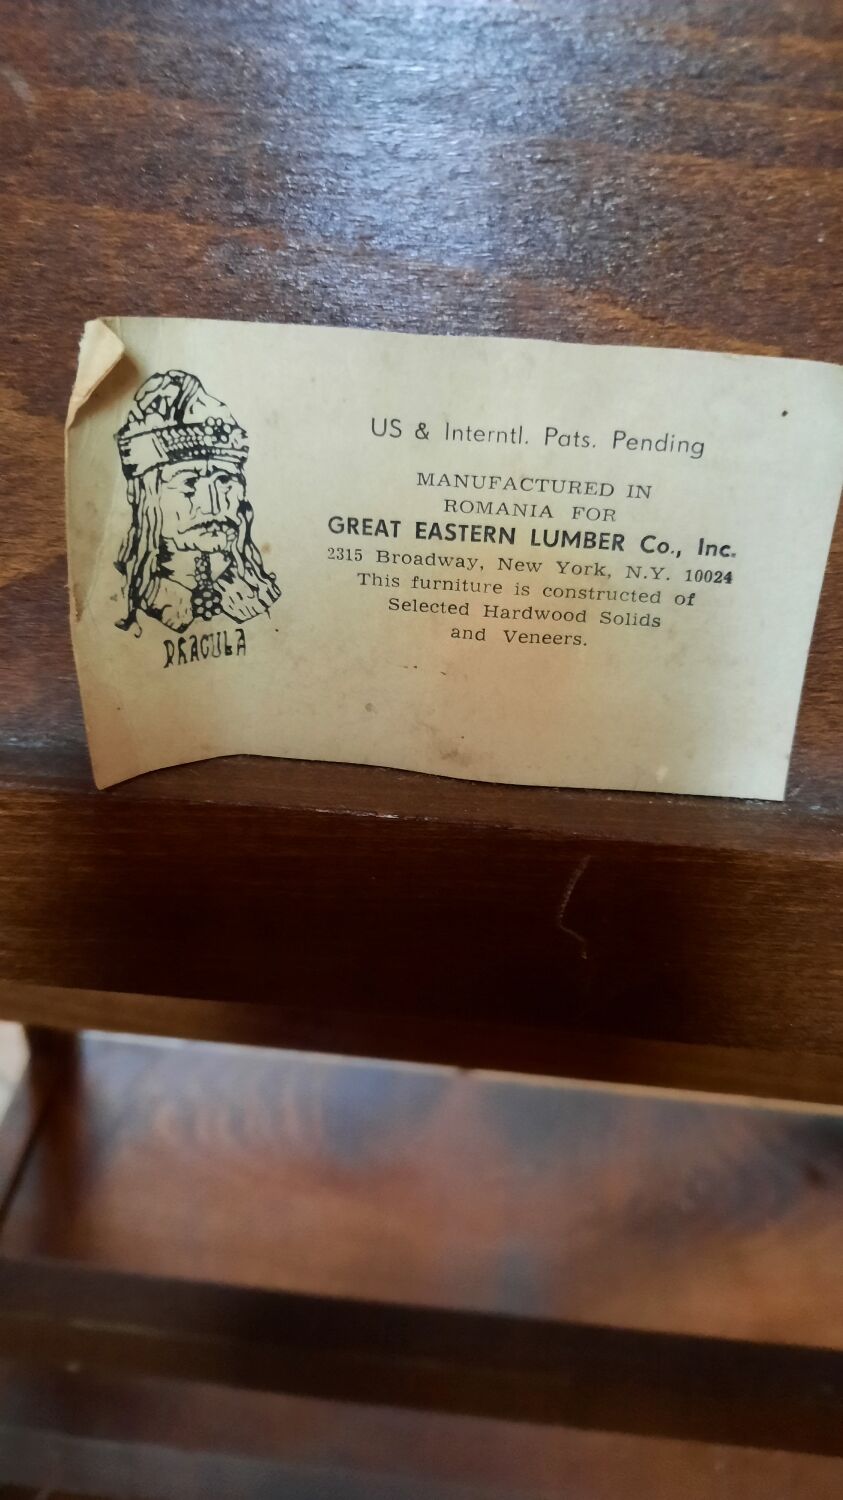 US & Interntl. Pats. Pending
MANUFACTURED IN
ROMANIA FOR
GREAT EASTERN LUMBER Co., Inc.
2315 Broadway, New York, N.Y. 10024
This furniture is constructed of
Selected Hardwood Solids
and Veneers.
DRACULA